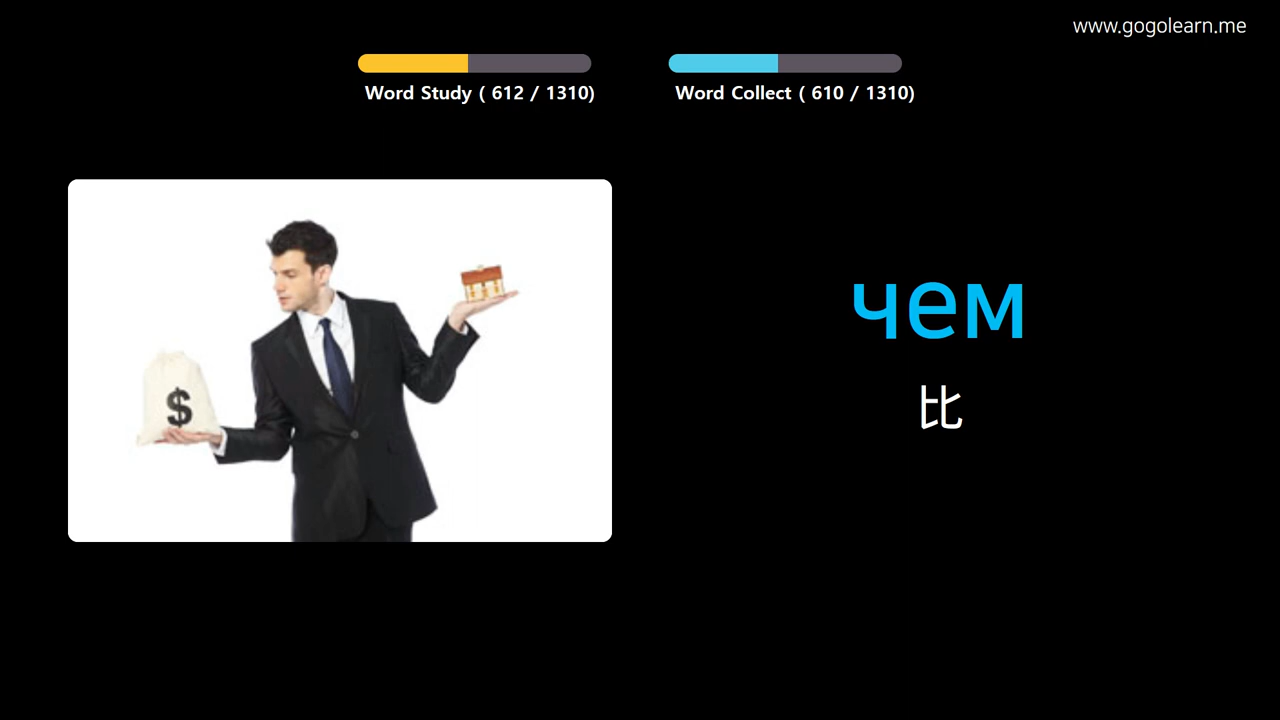 www.gogolearn.me
Word Study ( 612 / 1310)
Word Collect ( 610 / 1310)
$
чем
比